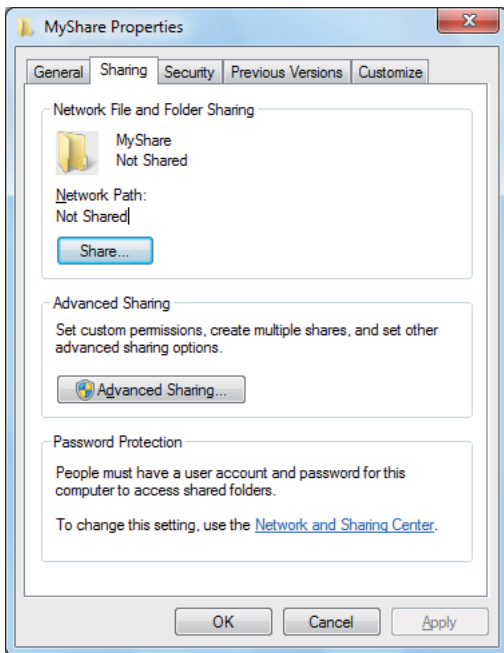 MyShare Properties
General Sharing Security Previous Versions Customize
Network File and Folder Sharing
MyShare
Not Shared
Network Path:
Not Shared
Share...
Advanced Sharing
Set custom permissions, create multiple shares, and set other
advanced sharing options.
Advanced Sharing...
Password Protection
People must have a user account and password for this
computer to access shared folders.
To change this setting, use the Network and Sharing Center.
OK Cancel Apply